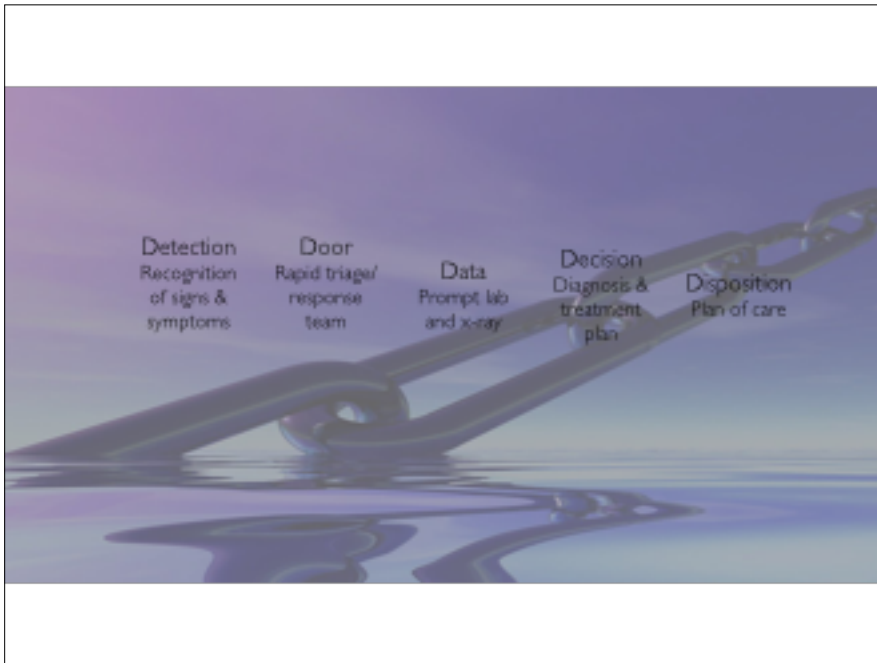 Detection
Recognition
of signs &
symptoms
Door
Rapid triage/
response
team
Data
Prompt lab
and x-ray
Decision
Diagnosis &
treatment
plan
Disposition
Plan of care